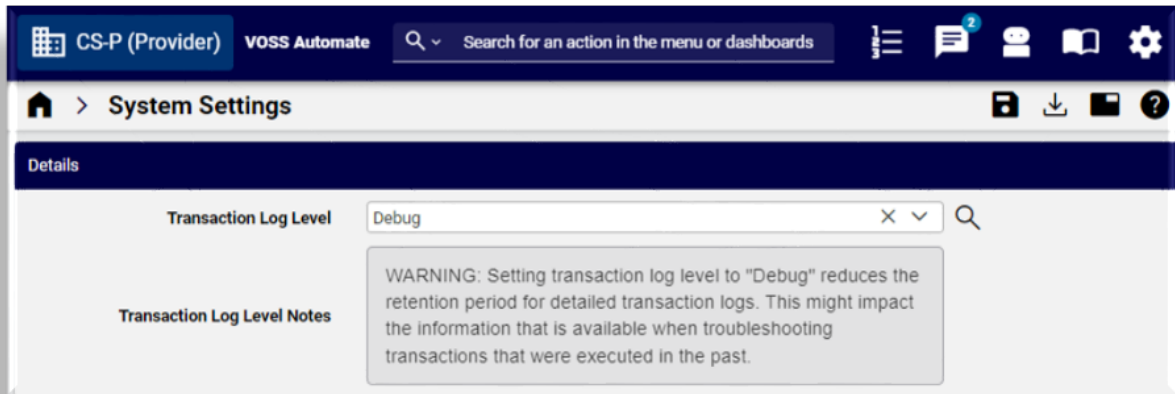 CS-P (Provider) VOSS Automate Search for an action in the menu or dashboards 2
System Settings
Details
Transaction Log Level Debug
WARNING: Setting transaction log level to "Debug" reduces the
retention period for detailed transaction logs. This might impact
Transaction Log Level Notes
the information that is available when troubleshooting
transactions that were executed in the past.